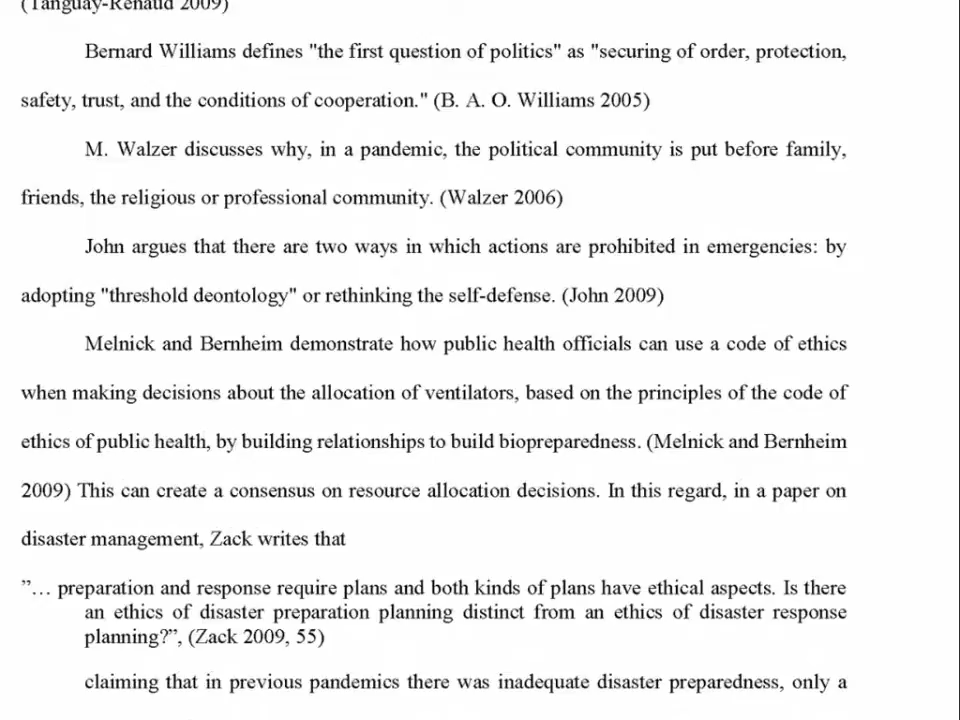 (Tanguay-Renaud 2009)
Bernard Williams defines "the first question of politics" as "securing of order, protection,
safety, trust, and the conditions of cooperation." (B. A. O. Williams 2005)
M. Walzer discusses why, in a pandemic, the political community is put before family,
friends, the religious or professional community. (Walzer 2006)
John argues that there are two ways in which actions are prohibited in emergencies: by
adopting "threshold deontology" or rethinking the self-defense. (John 2009)
Melnick and Bernheim demonstrate how public health officials can use a code of ethics
when making decisions about the allocation of ventilators, based on the principles of the code of
ethics of public health, by building relationships to build biopreparedness. (Melnick and Bernheim
2009) This can create a consensus on resource allocation decisions. In this regard, in a paper on
disaster management, Zack writes that
”… preparation and response require plans and both kinds of plans have ethical aspects. Is there
an ethics of disaster preparation planning distinct from an ethics of disaster response
planning?”, (Zack 2009, 55)
claiming that in previous pandemics there was inadequate disaster preparedness, only a